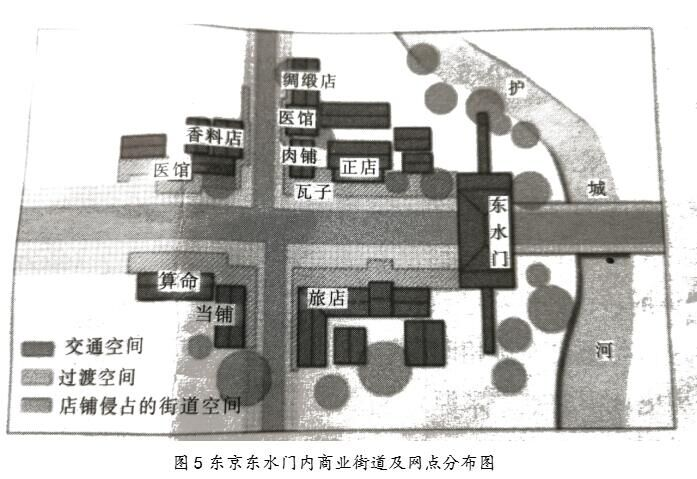 绸缎店
护
医馆
香料店
肉铺
正店
医馆
瓦子
城
东水门
算命
旅店
当铺
河
交通空间
过渡空间
店铺侵占的街道空间
图5 东京东水门内商业街道及网点分布图